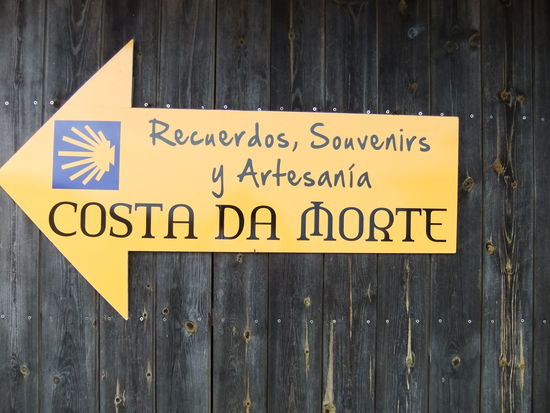 Recuerdos, Souvenirs
y Artesanía
COSTA DA MORTE